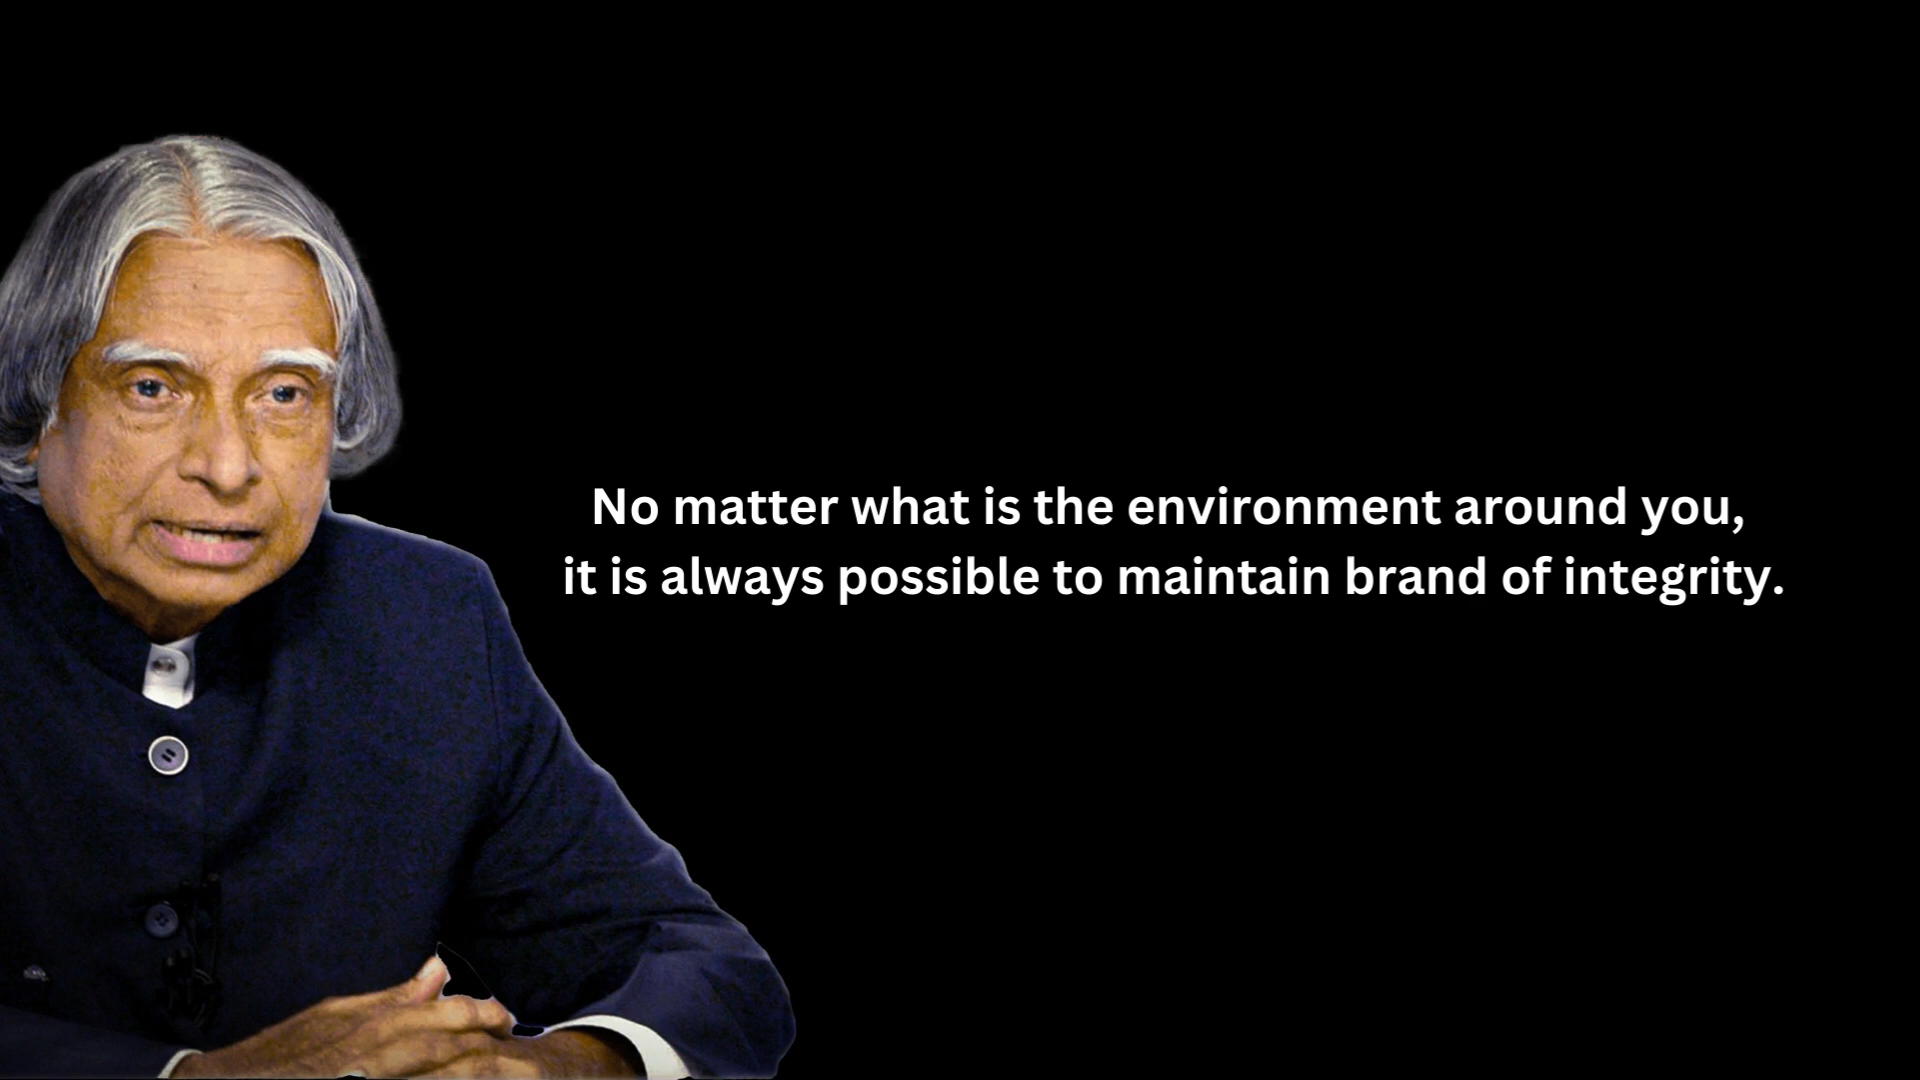 No matter what is the environment around you,
it is always possible to maintain brand of integrity.